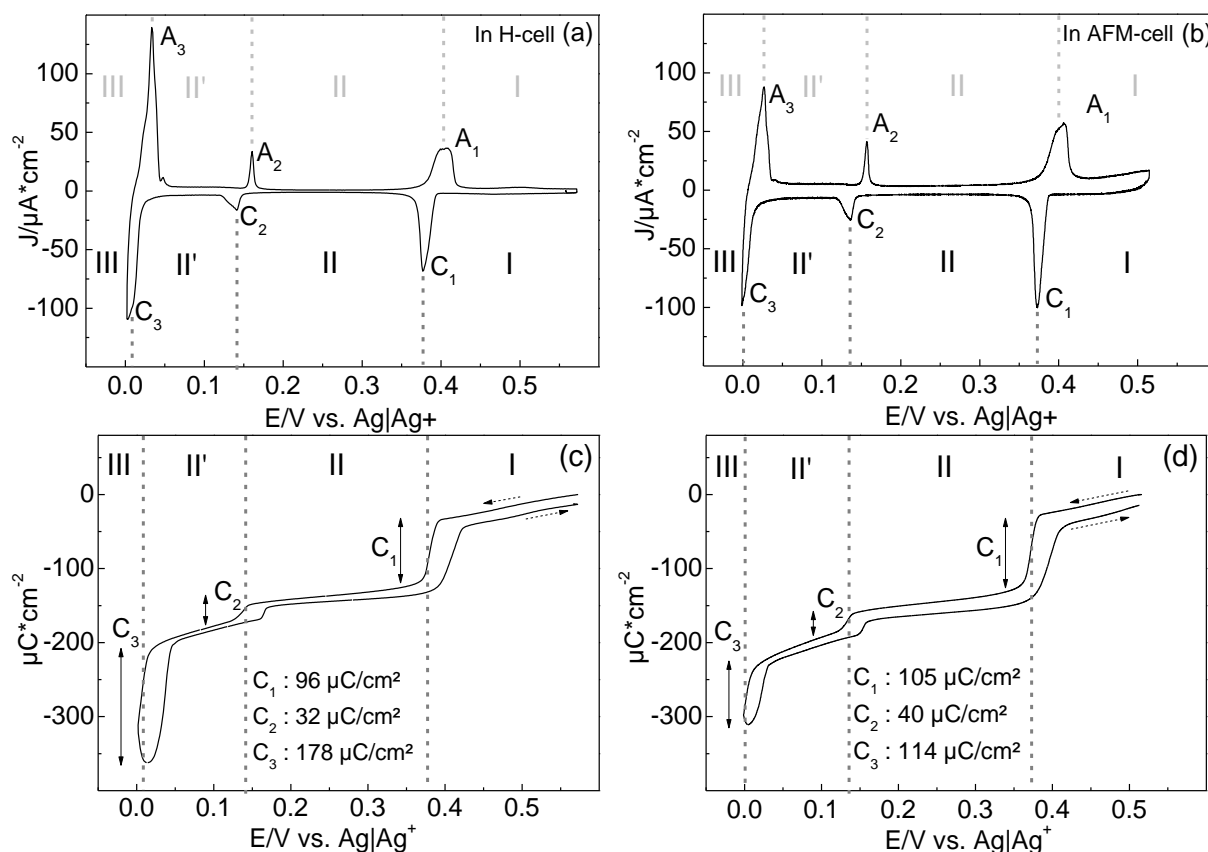 In H-cell (a)
A₃
III II' II I
A₂
A₁
C₂
C₁
C₃
III II' II I
100
50
0
-50
-100
J/µA*cm⁻²
0.0 0.1 0.2 0.3 0.4 0.5
E/V vs. Ag|Ag+
In AFM-cell (b)
III II' II I
A₃
A₂
A₁
C₂
C₁
C₃
III II' II I
100
50
0
-50
-100
J/µA*cm⁻²
0.0 0.1 0.2 0.3 0.4 0.5
E/V vs. Ag|Ag+
III II' II I (c)
0
-100
-200
-300
µC*cm⁻²
C₁
C₂
C₃
C₁ : 96 µC/cm²
C₂ : 32 µC/cm²
C₃ : 178 µC/cm²
0.0 0.1 0.2 0.3 0.4 0.5
E/V vs. Ag|Ag⁺
III II' II I (d)
0
-100
-200
-300
µC*cm⁻²
C₁
C₂
C₃
C₁ : 105 µC/cm²
C₂ : 40 µC/cm²
C₃ : 114 µC/cm²
0.0 0.1 0.2 0.3 0.4 0.5
E/V vs. Ag|Ag⁺